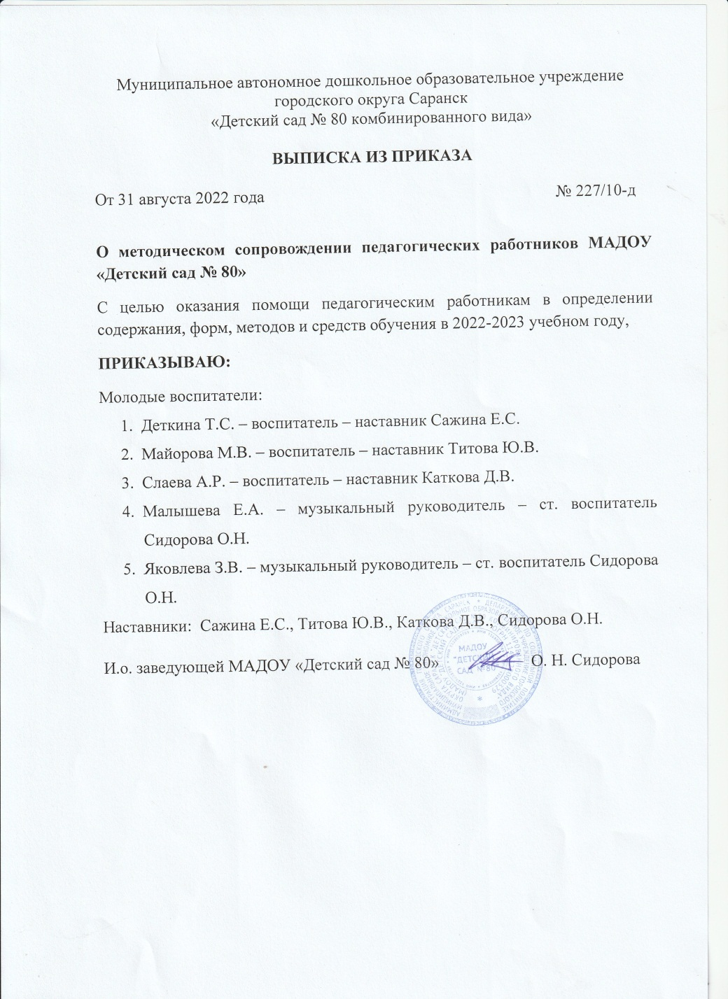 Муниципальное автономное дошкольное образовательное учреждение
городского округа Саранск
«Детский сад № 80 комбинированного вида»
ВЫПИСКА ИЗ ПРИКАЗА
От 31 августа 2022 года № 227/10-д
О методическом сопровождении педагогических работников МАДОУ
«Детский сад № 80»
С целью оказания помощи педагогическим работникам в определении
содержания, форм, методов и средств обучения в 2022-2023 учебном году,
ПРИКАЗЫВАЮ:
Молодые воспитатели:
1. Деткина Т.С. – воспитатель – наставник Сажина Е.С.
2. Майорова М.В. – воспитатель – наставник Титова Ю.В.
3. Слаева А.Р. – воспитатель – наставник Каткова Д.В.
4. Малышева Е.А. – музыкальный руководитель – ст. воспитатель
Сидорова О.Н.
5. Яковлева З.В. – музыкальный руководитель – ст. воспитатель Сидорова
О.Н.
Наставники: Сажина Е.С., Титова Ю.В., Каткова Д.В., Сидорова О.Н.
И.о. заведующей МАДОУ «Детский сад № 80» О. Н. Сидорова
МАДОУ
"ДЕТСКИЙ
САД №80"